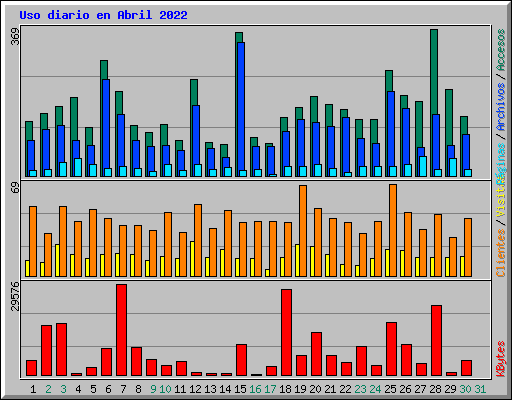 Uso diario en Abril 2022
369
69
29576
Accesos / Archivos / Páginas
Clientes / Visitas
KBytes
1 2 3 4 5 6 7 8 9 10 11 12 13 14 15 16 17 18 19 20 21 22 23 24 25 26 27 28 29 30 31